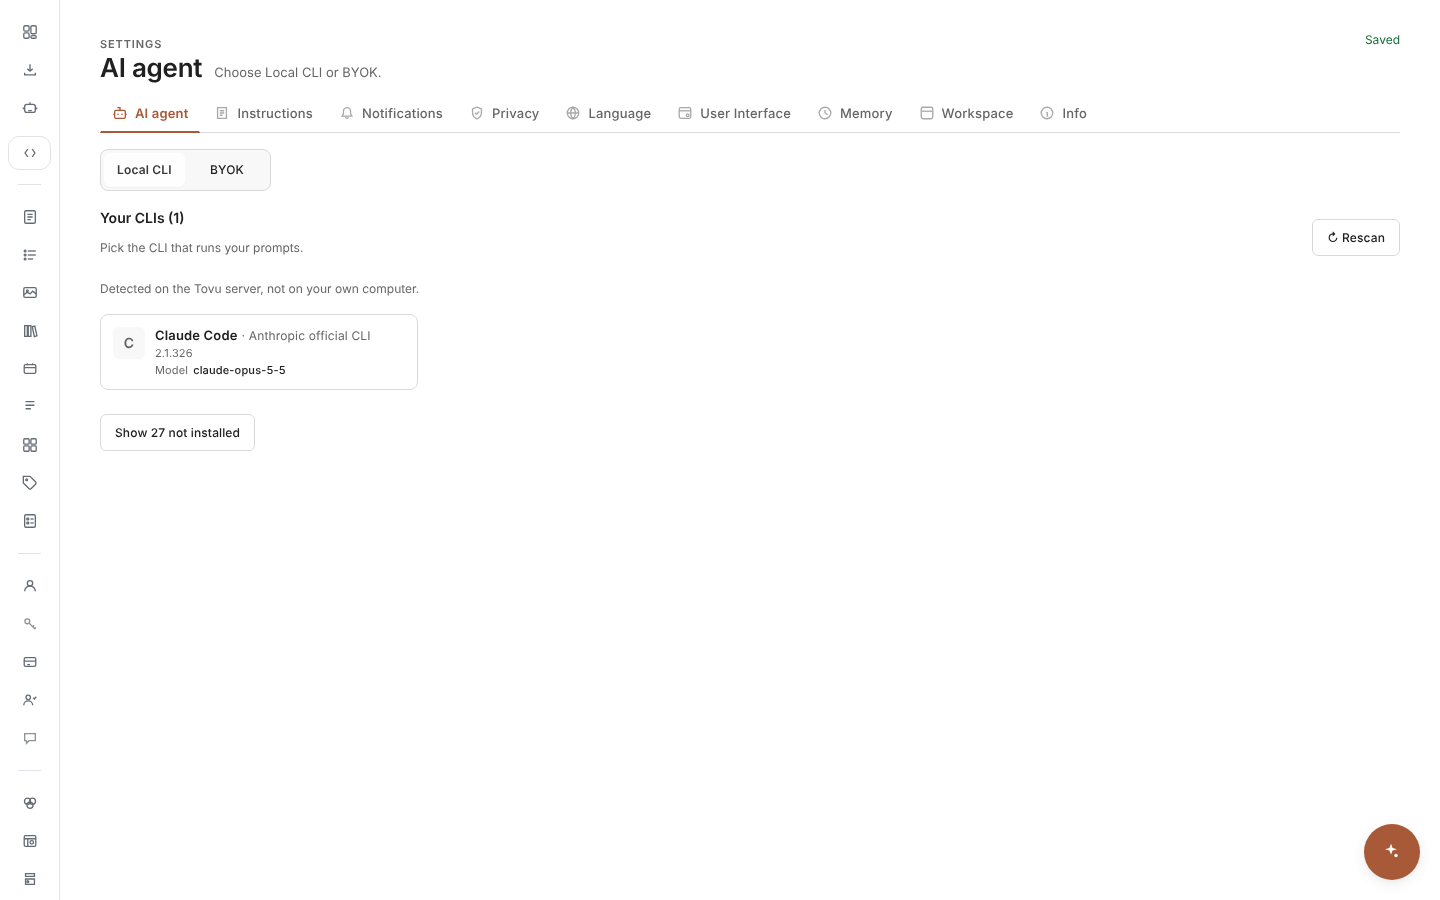 SETTINGS
Saved
AI agent Choose Local CLI or BYOK.
AI agent Instructions Notifications Privacy Language User Interface Memory Workspace Info
Local CLI BYOK
Your CLIs (1)
Pick the CLI that runs your prompts.
↻ Rescan
Detected on the Tovu server, not on your own computer.
C
Claude Code · Anthropic official CLI
2.1.326
Model claude-opus-5-5
Show 27 not installed